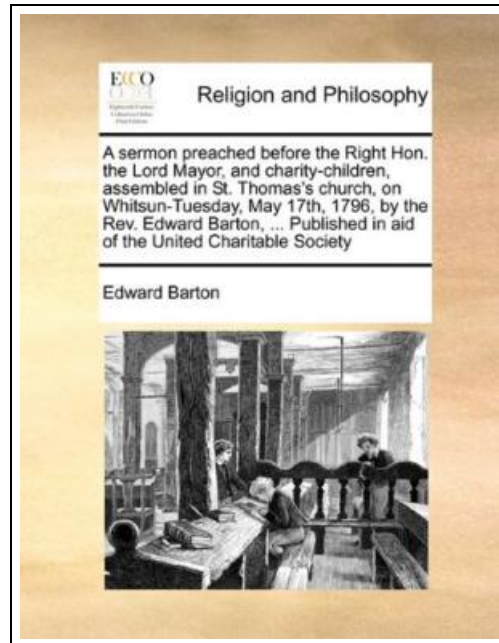 ECCO
Religion and Philosophy
A sermon preached before the Right Hon.
the Lord Mayor, and charity-children,
assembled in St. Thomas's church, on
Whitsun-Tuesday, May 17th, 1796, by the
Rev. Edward Barton, ... Published in aid
of the United Charitable Society
Edward Barton